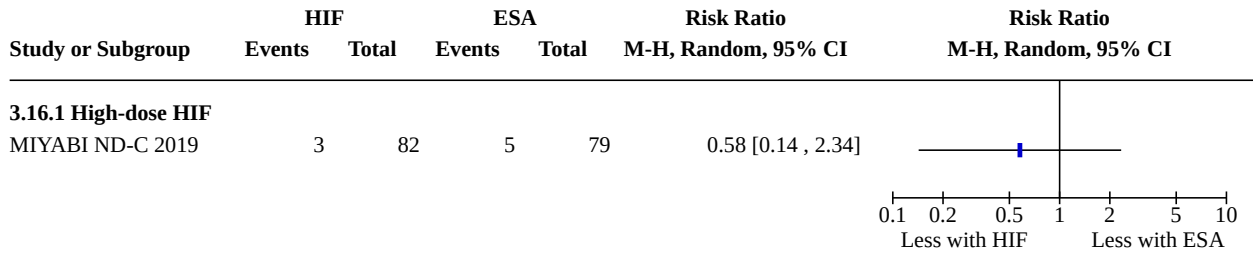 HIF ESA Risk Ratio Risk Ratio
Study or Subgroup Events Total Events Total M-H, Random, 95% CI M-H, Random, 95% CI
3.16.1 High-dose HIF
MIYABI ND-C 2019 3 82 5 79 0.58 [0.14 , 2.34]
0.1 0.2 0.5 1 2 5 10
Less with HIF Less with ESA